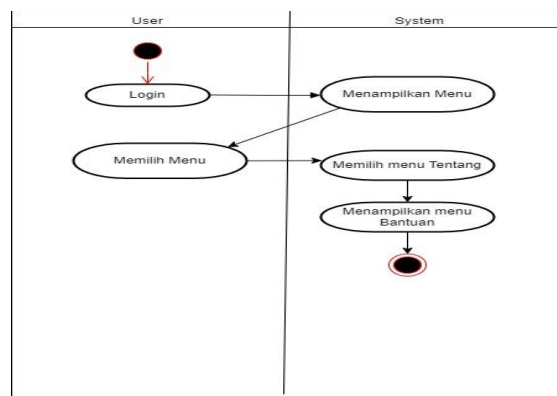 User
System
Login
Menampilkan Menu
Memilih Menu
Memilih menu Tentang
Menampilkan menu
Bantuan